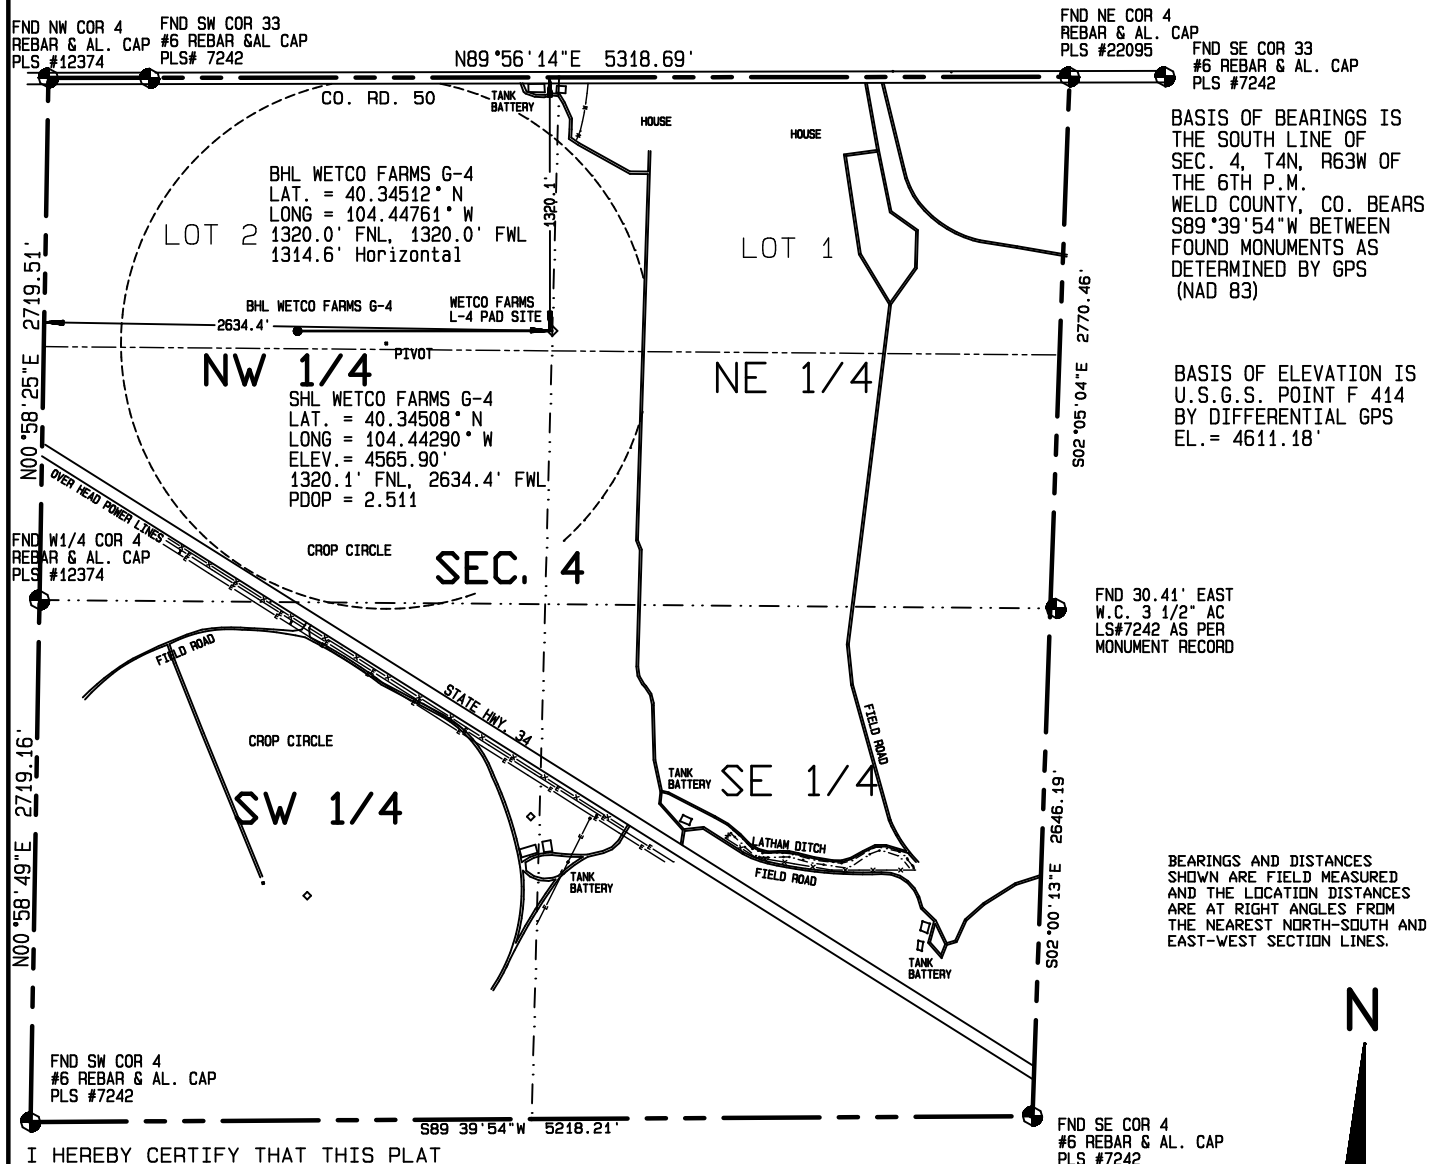 FND NW COR 4
REBAR & AL. CAP
PLS #12374
FND SW COR 33
#6 REBAR &AL CAP
PLS# 7242
N89°56'14"E 5318.69'
FND NE COR 4
REBAR & AL. CAP
PLS #22095
FND SE COR 33
#6 REBAR & AL. CAP
PLS #7242
CO. RD. 50
TANK
BATTERY
HOUSE
HOUSE
BASIS OF BEARINGS IS
THE SOUTH LINE OF
SEC. 4, T4N, R63W OF
THE 6TH P.M.
WELD COUNTY, CO. BEARS
S89°39'54"W BETWEEN
FOUND MONUMENTS AS
DETERMINED BY GPS
(NAD 83)
BHL WETCO FARMS G-4
LAT. = 40.34512° N
LONG = 104.44761° W
1320.0' FNL, 1320.0' FWL
1314.6' Horizontal
1320.1'
LOT 2
LOT 1
N00°58'25"E 2719.51'
S02°05'04"E 2770.46'
BHL WETCO FARMS G-4
WETCO FARMS
L-4 PAD SITE
2634.4'
PIVOT
NW 1/4
NE 1/4
BASIS OF ELEVATION IS
U.S.G.S. POINT F 414
BY DIFFERENTIAL GPS
EL.= 4611.18'
SHL WETCO FARMS G-4
LAT. = 40.34508° N
LONG = 104.44290° W
ELEV.= 4565.90'
1320.1' FNL, 2634.4' FWL
PDOP = 2.511
OVER HEAD POWER LINES
FND W1/4 COR 4
REBAR & AL. CAP
PLS #12374
CROP CIRCLE
SEC. 4
FND 30.41' EAST
W.C. 3 1/2" AC
LS#7242 AS PER
MONUMENT RECORD
FIELD ROAD
STATE HWY. 34
FIELD ROAD
CROP CIRCLE
N00°58'49"E 2719.16'
S02°00'13"E 2646.19'
TANK
BATTERY
SE 1/4
SW 1/4
LATHAM DITCH
FIELD ROAD
TANK
BATTERY
BEARINGS AND DISTANCES
SHOWN ARE FIELD MEASURED
AND THE LOCATION DISTANCES
ARE AT RIGHT ANGLES FROM
THE NEAREST NORTH-SOUTH AND
EAST-WEST SECTION LINES.
TANK
BATTERY
N
FND SW COR 4
#6 REBAR & AL. CAP
PLS #7242
S89 39'54"W 5218.21'
FND SE COR 4
#6 REBAR & AL. CAP
PLS #7242
I HEREBY CERTIFY THAT THIS PLAT